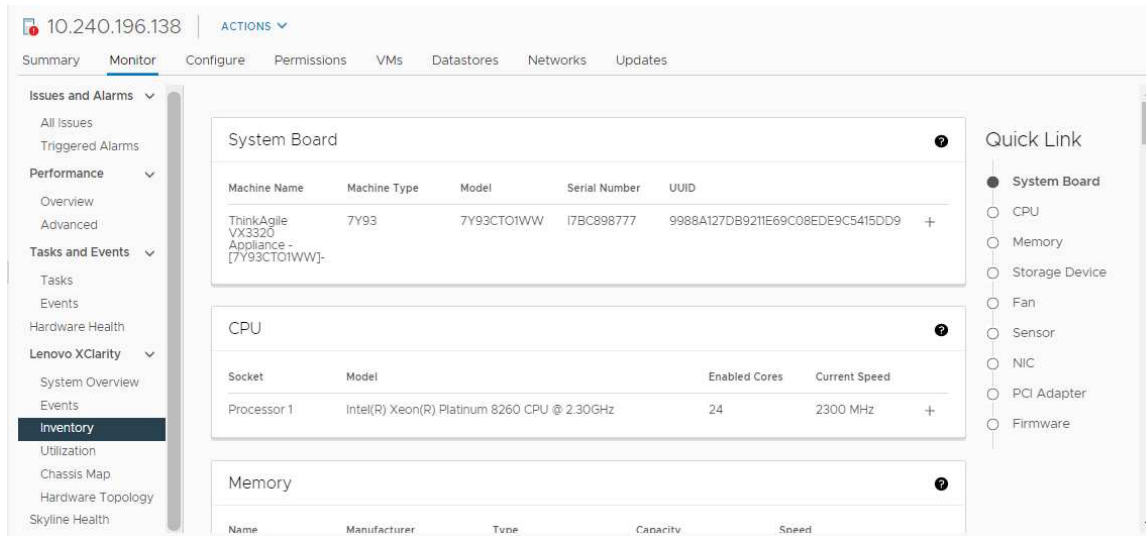 10.240.196.138 ACTIONS
Summary Monitor Configure Permissions VMs Datastores Networks Updates
Issues and Alarms
All Issues
Triggered Alarms
Performance
Overview
Advanced
Tasks and Events
Tasks
Events
Hardware Health
Lenovo XClarity
System Overview
Events
Inventory
Utilization
Chassis Map
Hardware Topology
Skyline Health
System Board
Machine Name Machine Type Model Serial Number UUID
ThinkAgile 7Y93 7Y93CTO1WW I7BC898777 9988A127DB9211E69C08EDE9C5415DD9 +
VX3320
Appliance -
[7Y93CTO1WW]-
CPU
Socket Model Enabled Cores Current Speed
Processor 1 Intel(R) Xeon(R) Platinum 8260 CPU @ 2.30GHz 24 2300 MHz +
Memory
Name Manufacturer Type Capacity Speed
Quick Link
System Board
CPU
Memory
Storage Device
Fan
Sensor
NIC
PCI Adapter
Firmware